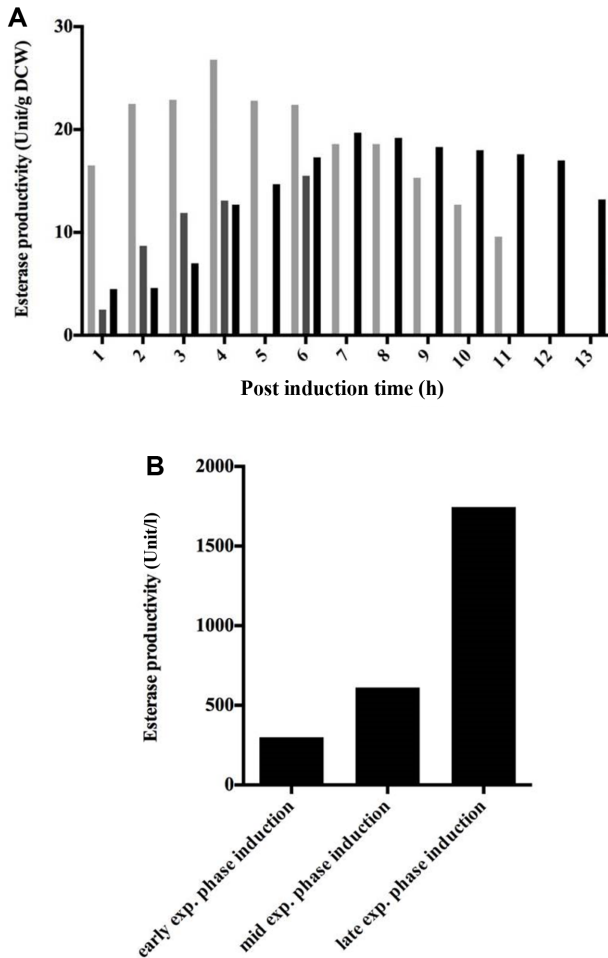 A
Esterase productivity (Unit/g DCW)
30
20
10
0
1 2 3 4 5 6 7 8 9 10 11 12 13
Post induction time (h)
B
Esterase productivity (Unit/l)
2000
1500
1000
500
0
early exp. phase induction
mid exp. phase induction
late exp. phase induction